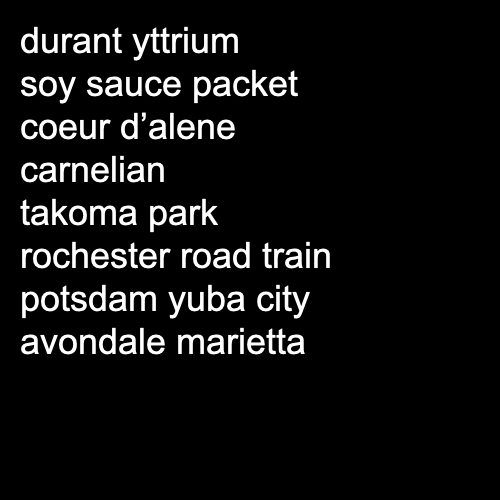 durant yttrium
soy sauce packet
coeur d’alene
carnelian
takoma park
rochester road train
potsdam yuba city
avondale marietta